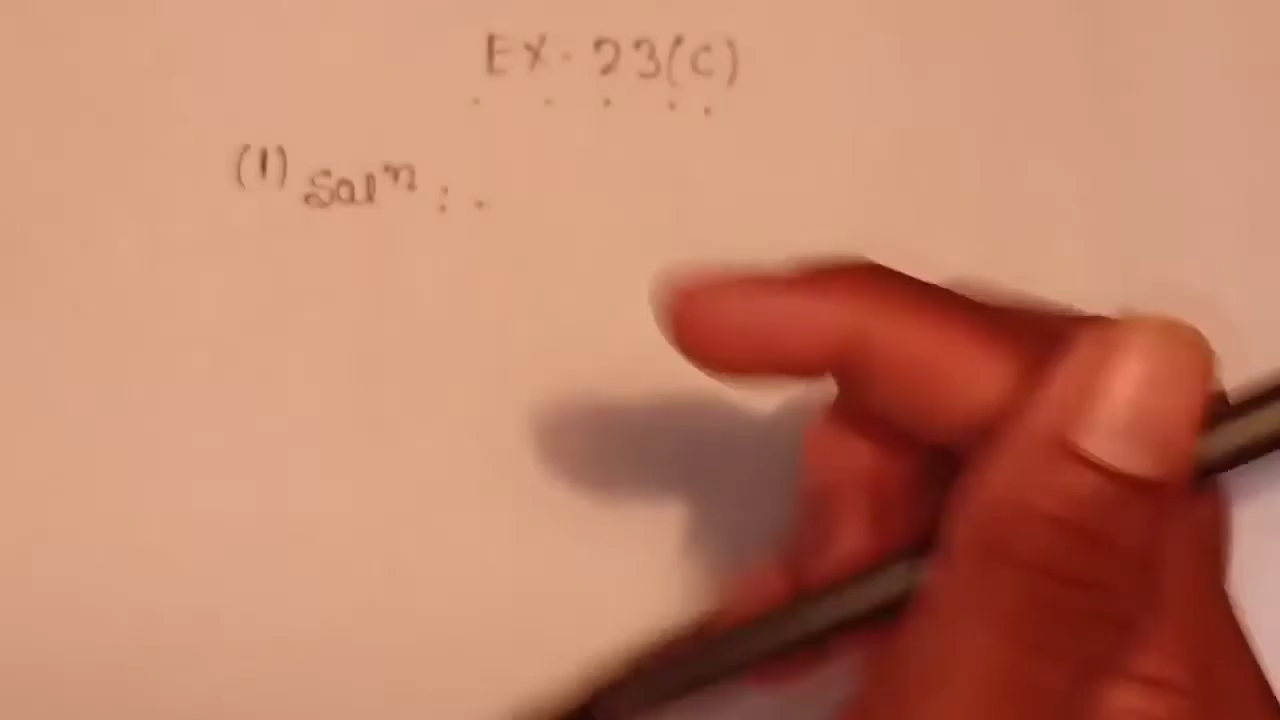 EX. 23(C)
(1) Solⁿ : .